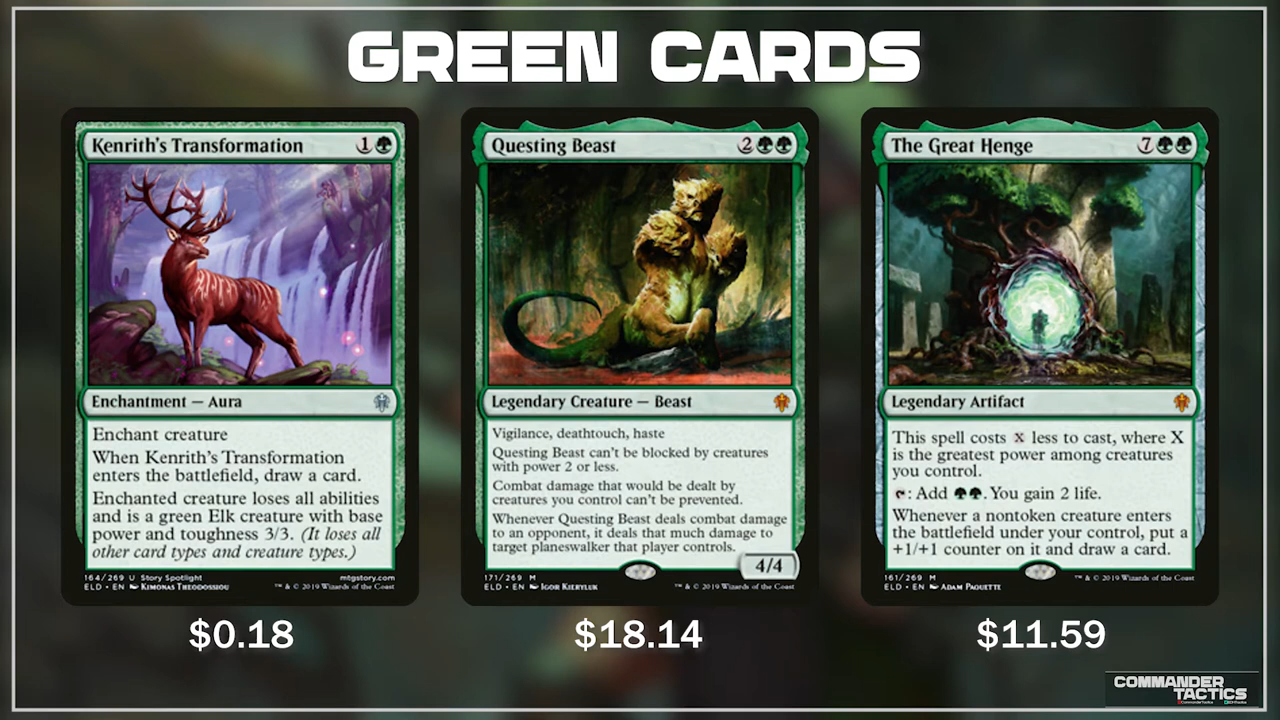 GREEN CARDS
Kenrith's Transformation 1
Enchantment — Aura
Enchant creature
When Kenrith's Transformation
enters the battlefield, draw a card.
Enchanted creature loses all abilities
and is a green Elk creature with base
power and toughness 3/3. (It loses all
other card types and creature types.)
164/269 U Story Spotlight mtgstory.com
ELD • EN Kimonas Theodossiou ™ & © 2019 Wizards of the Coast
$0.18
Questing Beast 2
Legendary Creature — Beast
Vigilance, deathtouch, haste
Questing Beast can't be blocked by creatures
with power 2 or less.
Combat damage that would be dealt by
creatures you control can't be prevented.
Whenever Questing Beast deals combat damage
to an opponent, it deals that much damage to
target planeswalker that player controls.
4/4
171/269 M
ELD • EN Igor Kieryluk ™ & © 2019 Wizards of the Coast
$18.14
The Great Henge 7
Legendary Artifact
This spell costs X less to cast, where X
is the greatest power among creatures
you control.
: Add . You gain 2 life.
Whenever a nontoken creature enters
the battlefield under your control, put a
+1/+1 counter on it and draw a card.
161/269 M
ELD • EN Adam Paquette ™ & © 2019 Wizards of the Coast
$11.59
COMMANDER
TACTICS